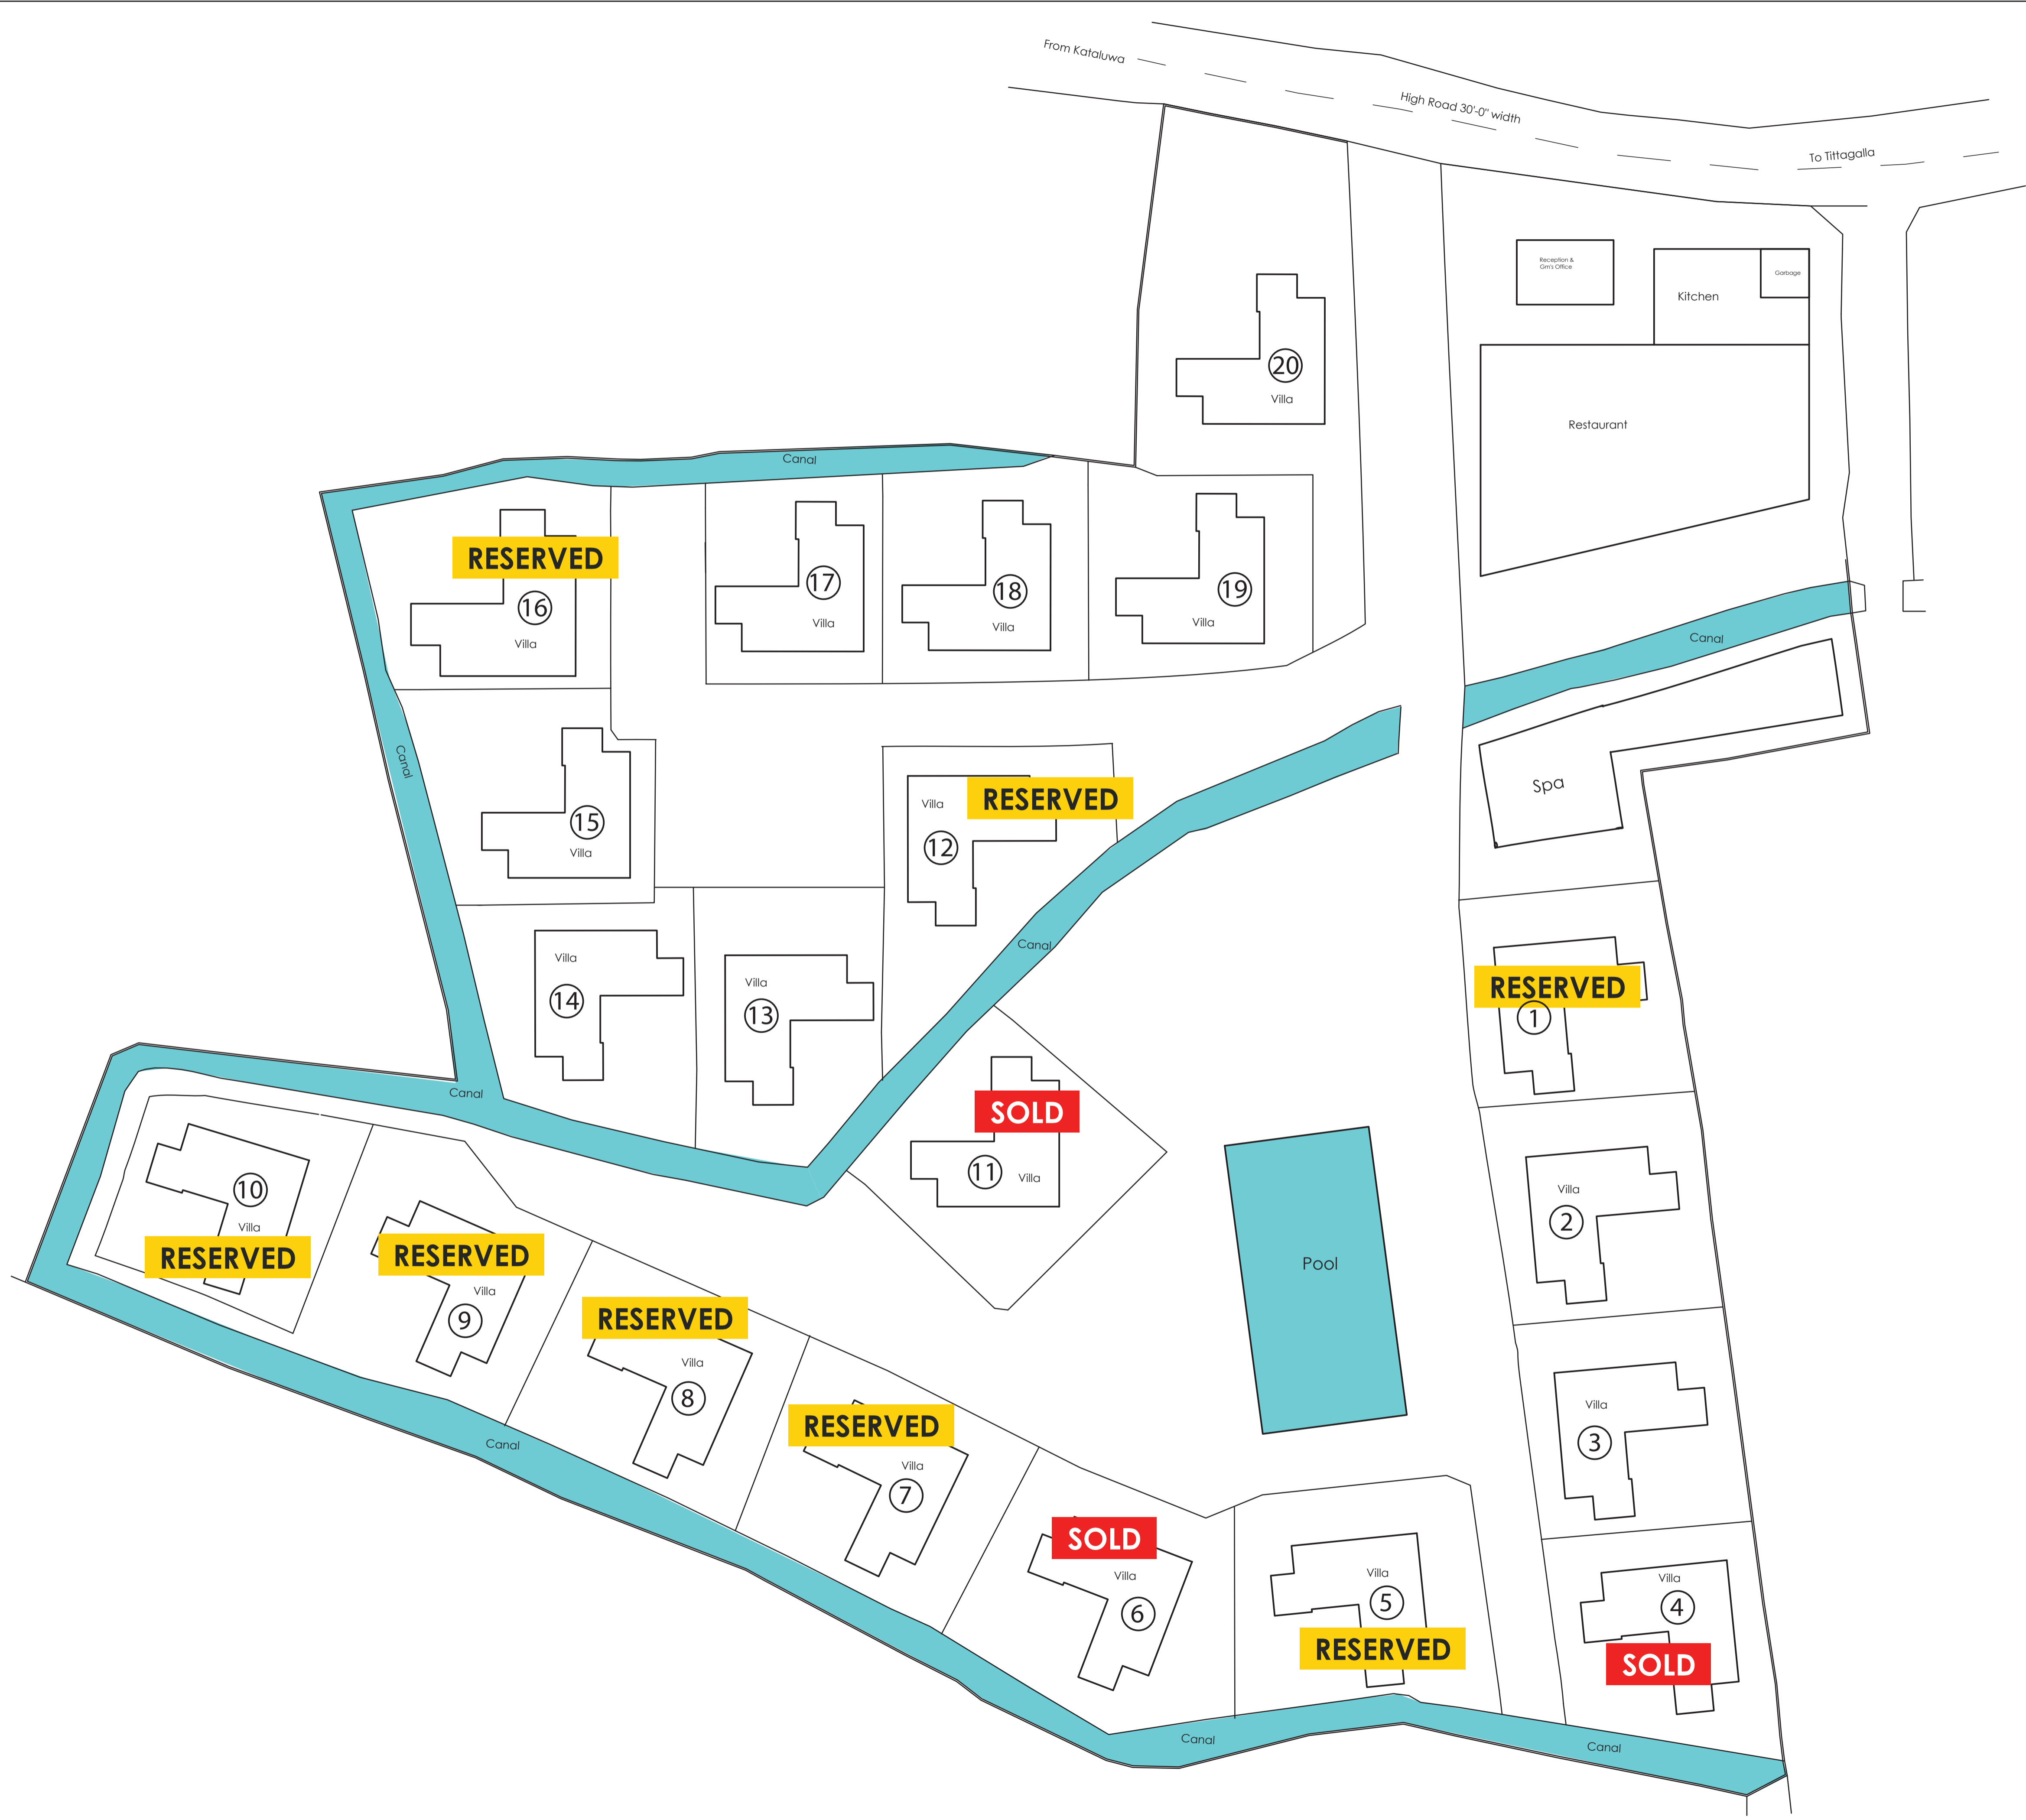 From Kataluwa
High Road 30'-0" width
To Tittagalla
Reception &
Gm's Office
Kitchen
Garbage
Restaurant
20
Villa
Canal
RESERVED
16
Villa
17
Villa
18
Villa
19
Villa
Canal
Spa
Canal
15
Villa
Villa
RESERVED
12
Canal
Villa
14
Villa
13
RESERVED
1
Canal
SOLD
11
Villa
Villa
2
Pool
10
Villa
RESERVED
RESERVED
Villa
9
RESERVED
Villa
8
RESERVED
Villa
7
Canal
Villa
3
SOLD
Villa
6
Villa
5
RESERVED
Villa
4
SOLD
Canal
Canal